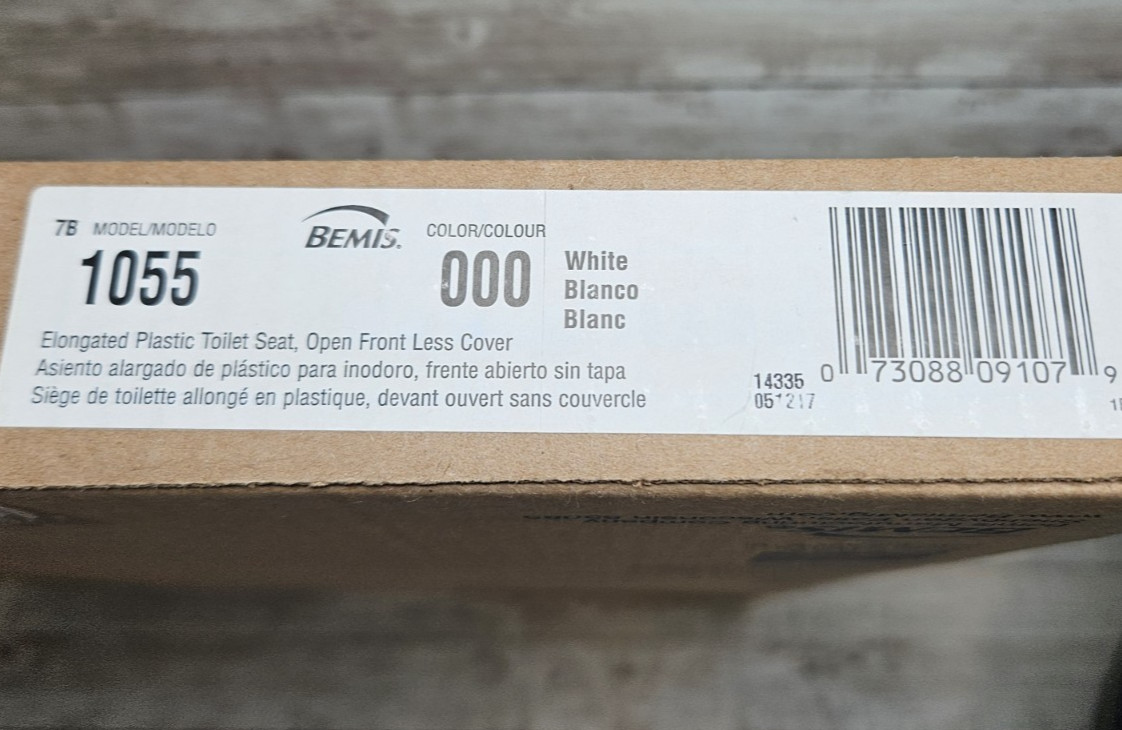 7B MODEL/MODELO
1055
BEMIS.
COLOR/COLOUR
000
White
Blanco
Blanc
Elongated Plastic Toilet Seat, Open Front Less Cover
Asiento alargado de plástico para inodoro, frente abierto sin tapa
Siège de toilette allongé en plastique, devant ouvert sans couvercle
14335
051217
0 73088 09107 9